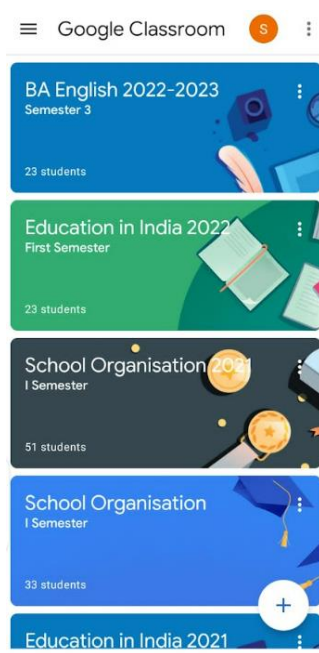 Google Classroom
S
BA English 2022-2023
Semester 3
23 students
Education in India 2022
First Semester
23 students
School Organisation 2021
I Semester
51 students
School Organisation
I Semester
33 students
Education in India 2021